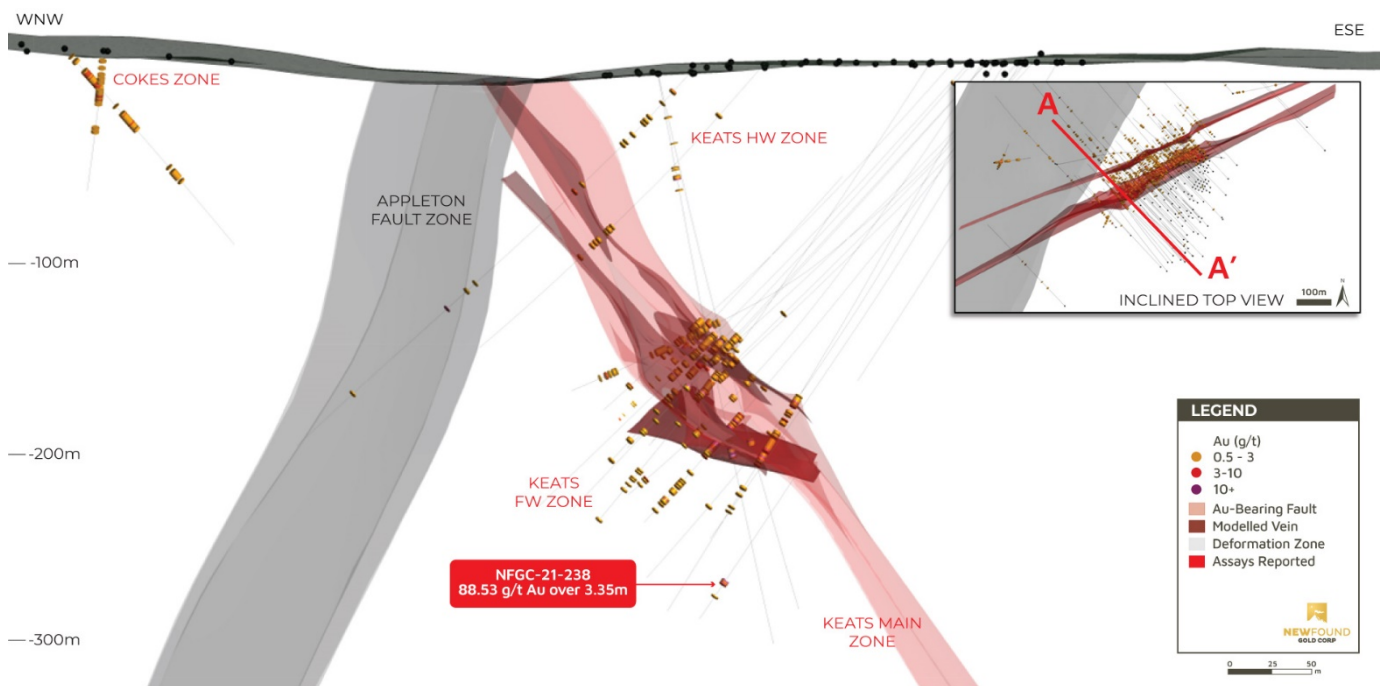 WNW
ESE
COKES ZONE
KEATS HW ZONE
APPLETON
FAULT ZONE
A
A'
INCLINED TOP VIEW
100m
N
-100m
-200m
-300m
KEATS
FW ZONE
NFGC-21-238
88.53 g/t Au over 3.35m
KEATS MAIN
ZONE
LEGEND
Au (g/t)
0.5 - 3
3-10
10+
Au-Bearing Fault
Modelled Vein
Deformation Zone
Assays Reported
NEWFOUND
GOLD CORP
0 25 50
m